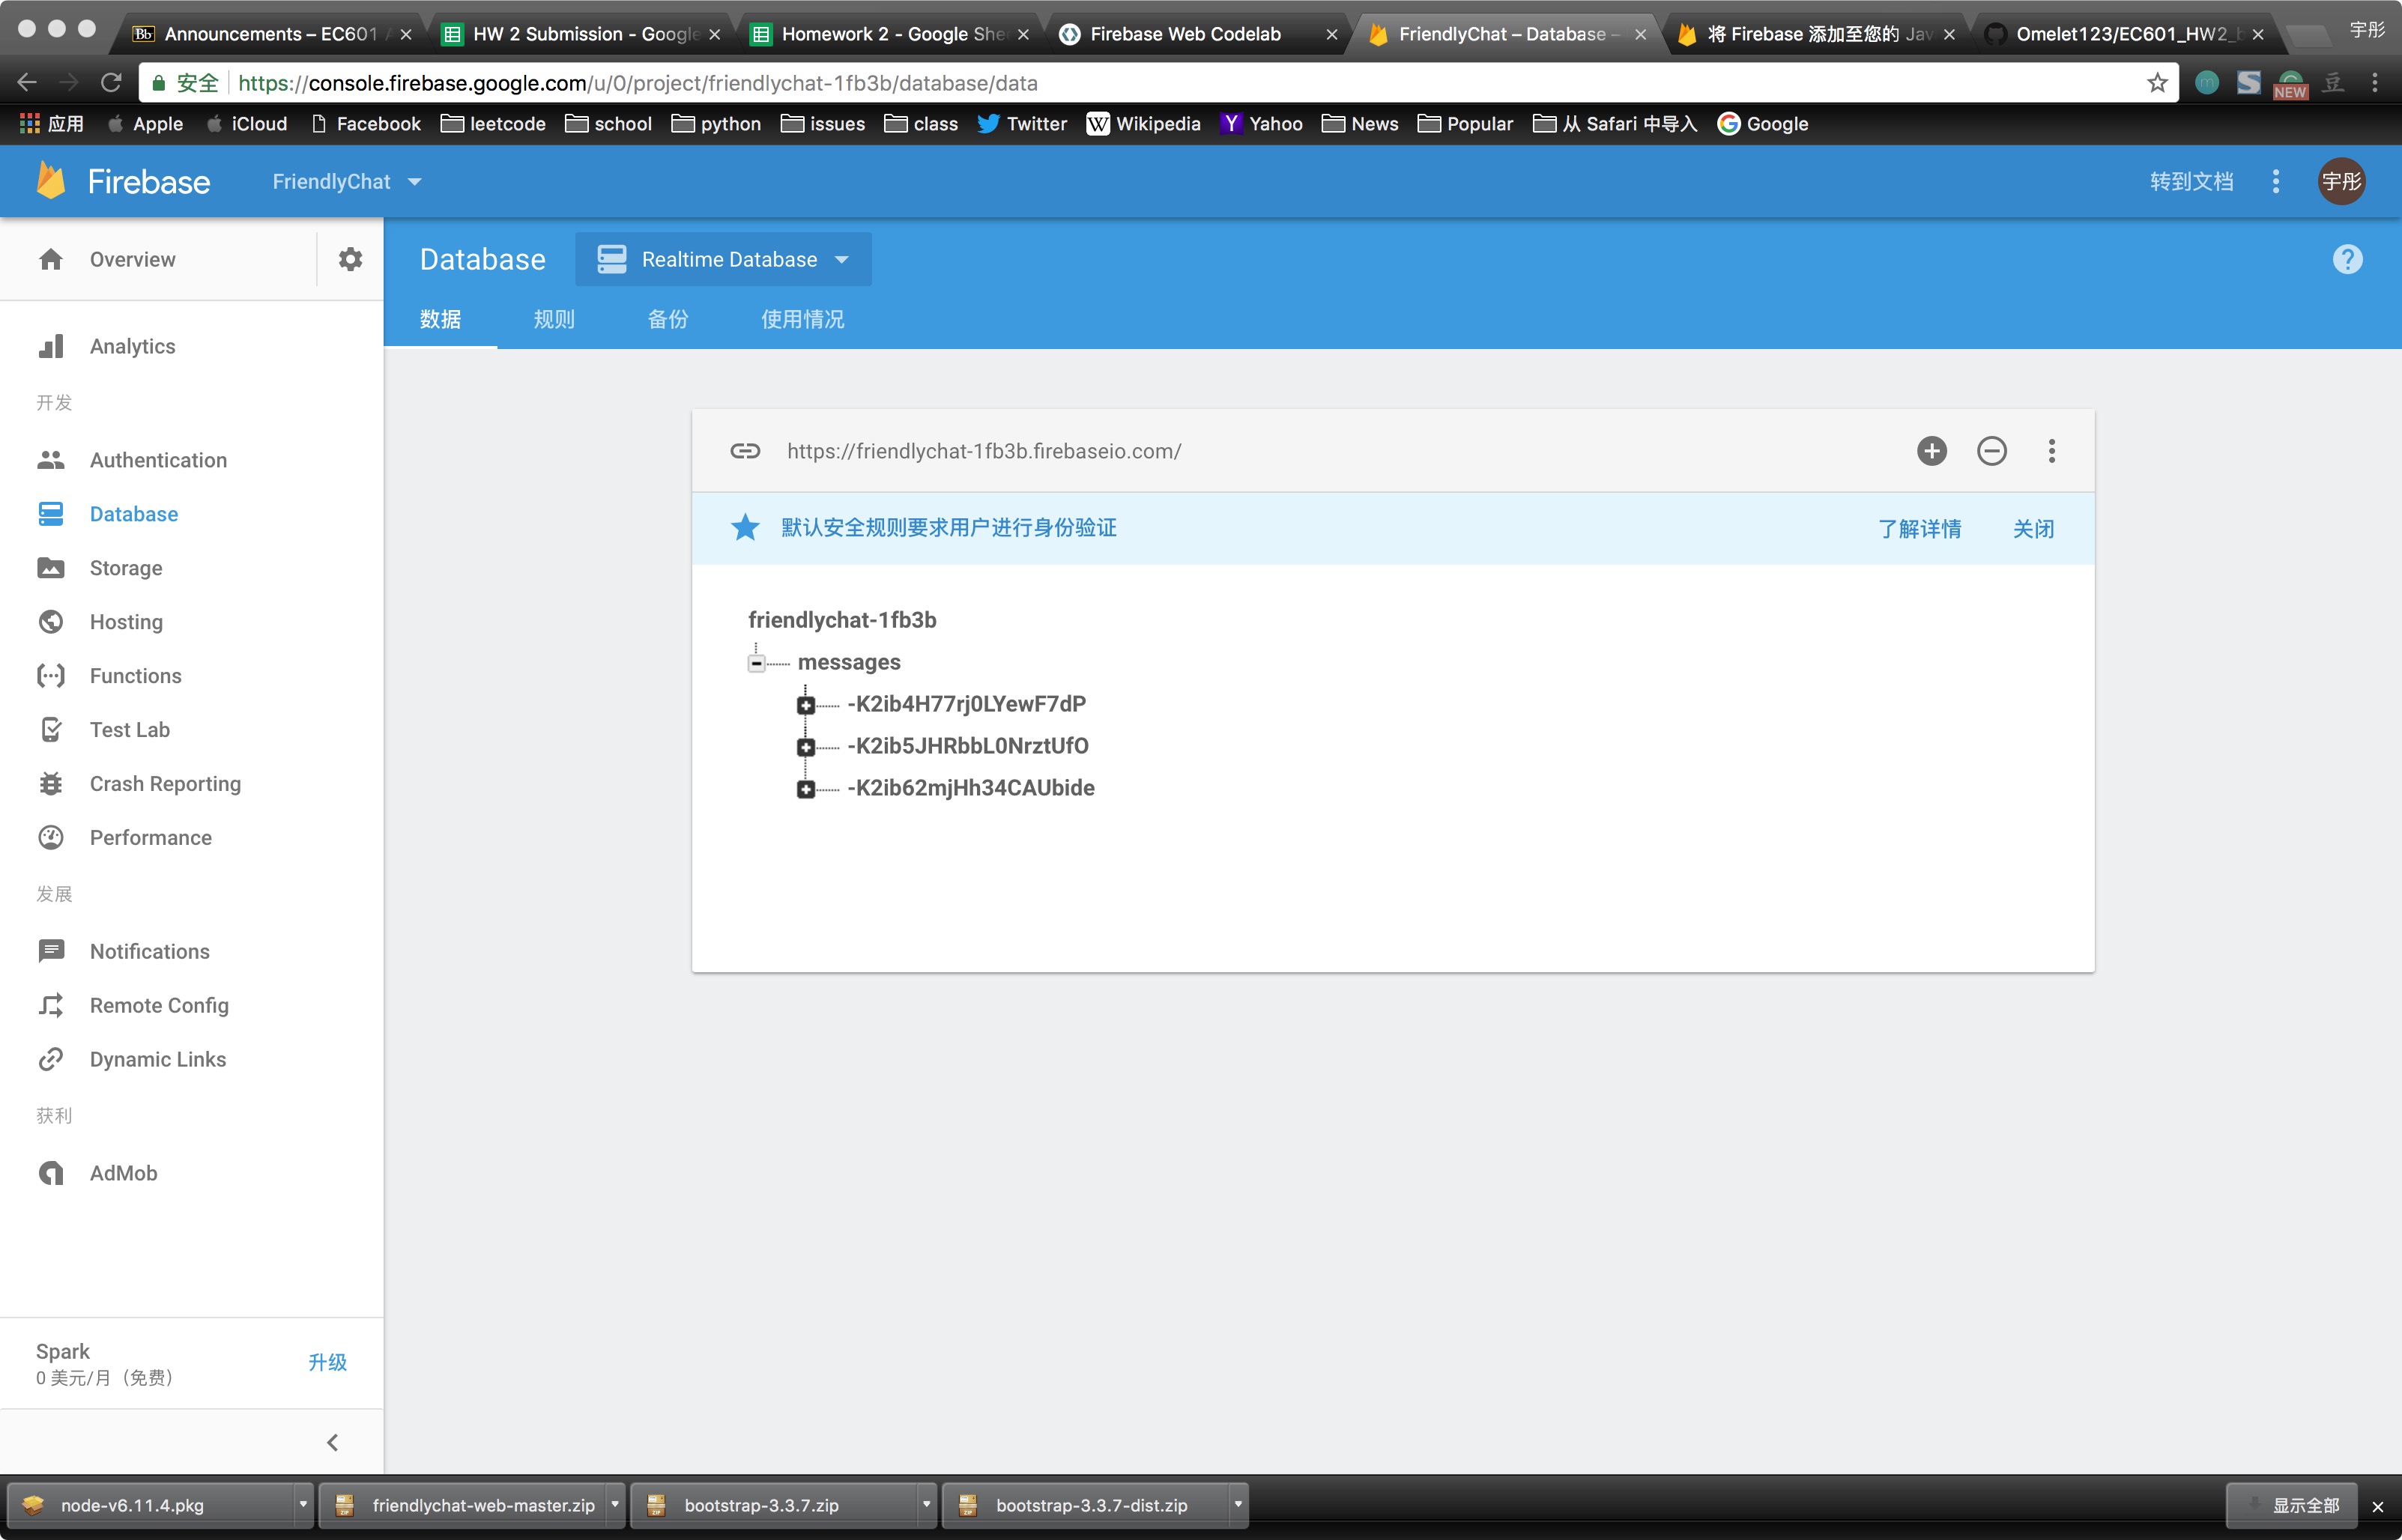 Announcements – EC601 A
HW 2 Submission - Google
Homework 2 - Google She
Firebase Web Codelab
FriendlyChat – Database –
将 Firebase 添加至您的 Jav
Omelet123/EC601_HW2_b
宇彤
安全
https://console.firebase.google.com/u/0/project/friendlychat-1fb3b/database/data
NEW
豆
应用
Apple
iCloud
Facebook
leetcode
school
python
issues
class
Twitter
Wikipedia
Yahoo
News
Popular
从 Safari 中导入
Google
Firebase
FriendlyChat
转到文档
宇彤
Overview
Database
Realtime Database
数据
规则
备份
使用情况
Analytics
开发
Authentication
Database
Storage
Hosting
Functions
Test Lab
Crash Reporting
Performance
发展
Notifications
Remote Config
Dynamic Links
获利
AdMob
https://friendlychat-1fb3b.firebaseio.com/
默认安全规则要求用户进行身份验证
了解详情
关闭
friendlychat-1fb3b
messages
-K2ib4H77rj0LYewF7dP
-K2ib5JHRbbL0NrztUfO
-K2ib62mjHh34CAUbide
Spark
0 美元/月（免费）
升级
node-v6.11.4.pkg
friendlychat-web-master.zip
bootstrap-3.3.7.zip
bootstrap-3.3.7-dist.zip
显示全部